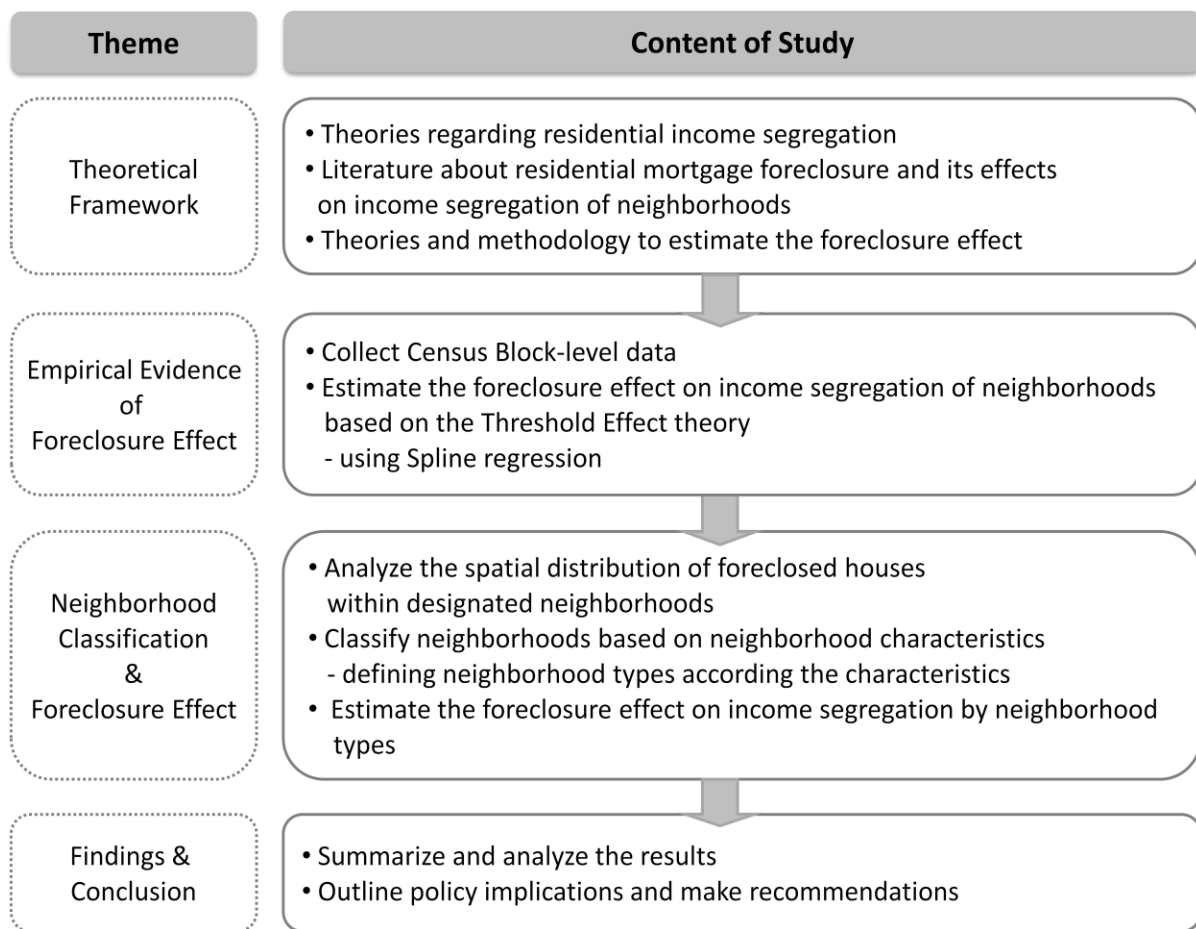 Theme
Content of Study
Theoretical
Framework
• Theories regarding residential income segregation
• Literature about residential mortgage foreclosure and its effects
on income segregation of neighborhoods
• Theories and methodology to estimate the foreclosure effect
Empirical Evidence
of
Foreclosure Effect
• Collect Census Block-level data
• Estimate the foreclosure effect on income segregation of neighborhoods
based on the Threshold Effect theory
- using Spline regression
Neighborhood
Classification
&
Foreclosure Effect
• Analyze the spatial distribution of foreclosed houses
within designated neighborhoods
• Classify neighborhoods based on neighborhood characteristics
- defining neighborhood types according the characteristics
• Estimate the foreclosure effect on income segregation by neighborhood
types
Findings &
Conclusion
• Summarize and analyze the results
• Outline policy implications and make recommendations